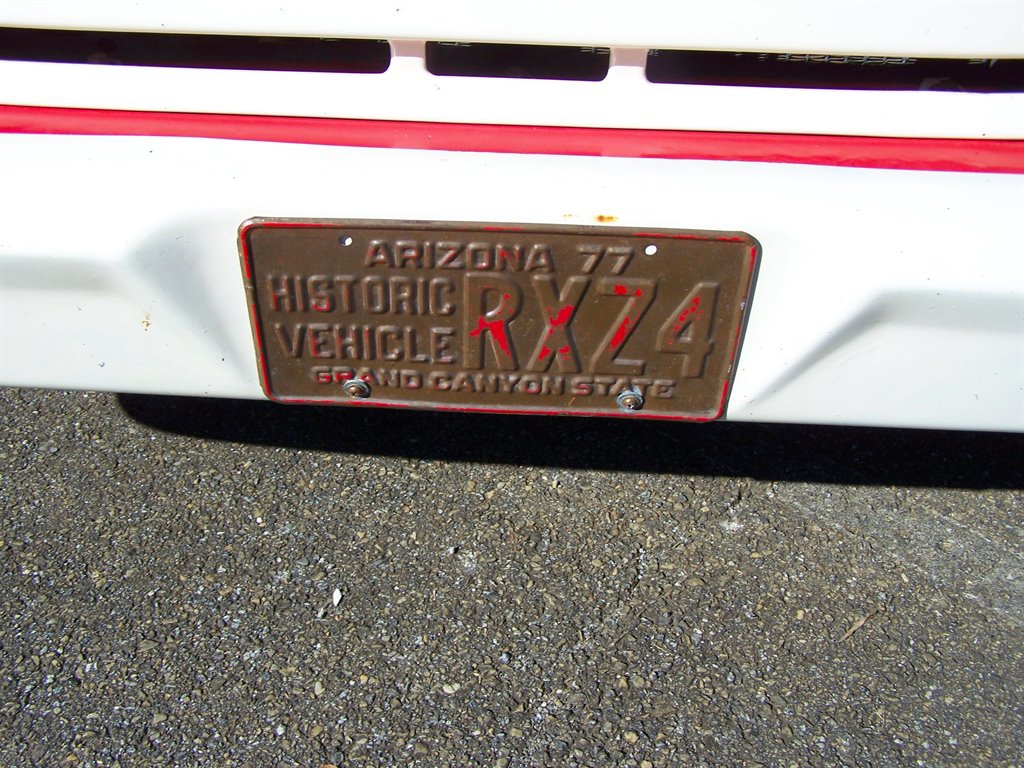 ARIZONA 77
HISTORIC
VEHICLE
RXZ4
GRAND CANYON STATE